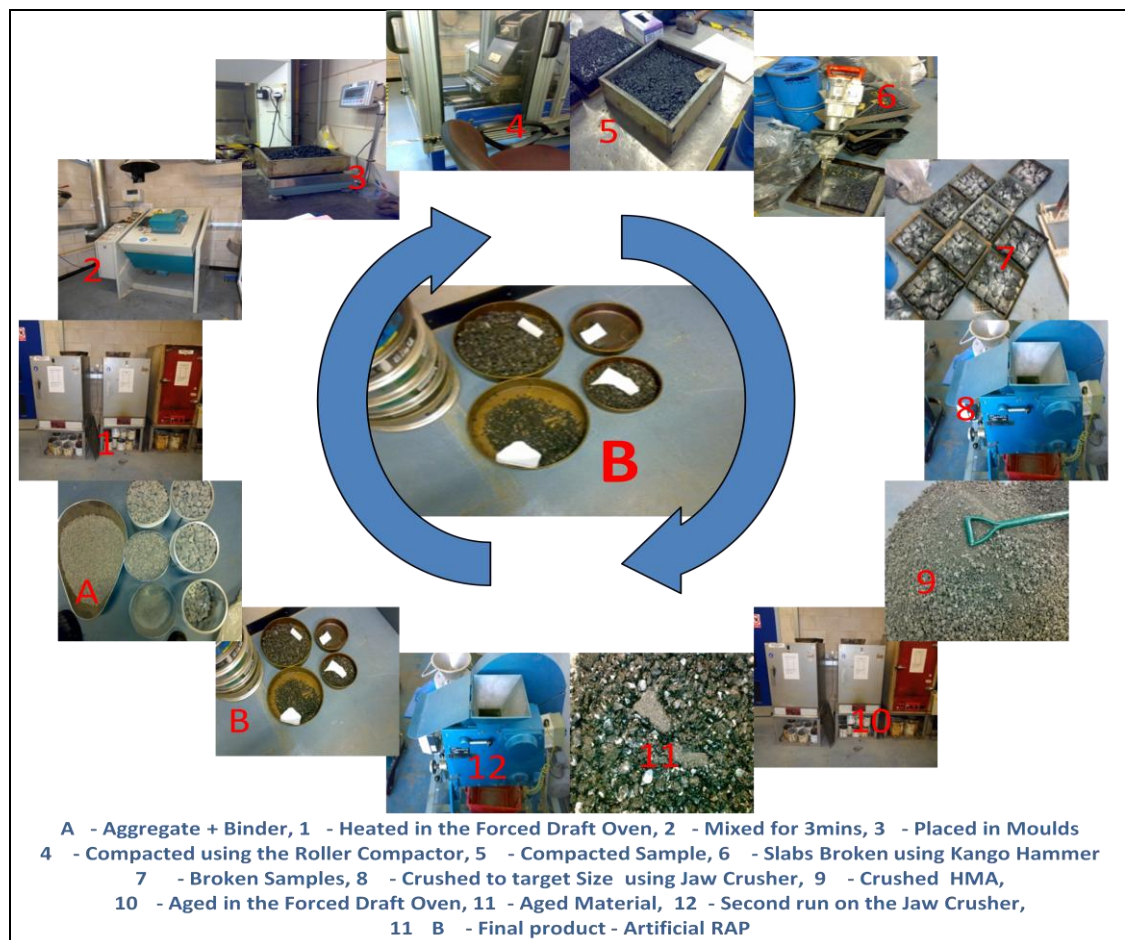 4
5
6
3
7
2
8
B
1
9
A
10
B
12
11
A - Aggregate + Binder, 1 - Heated in the Forced Draft Oven, 2 - Mixed for 3mins, 3 - Placed in Moulds
4 - Compacted using the Roller Compactor, 5 - Compacted Sample, 6 - Slabs Broken using Kango Hammer
7 - Broken Samples, 8 - Crushed to target Size using Jaw Crusher, 9 - Crushed HMA,
10 - Aged in the Forced Draft Oven, 11 - Aged Material, 12 - Second run on the Jaw Crusher,
11 B - Final product - Artificial RAP